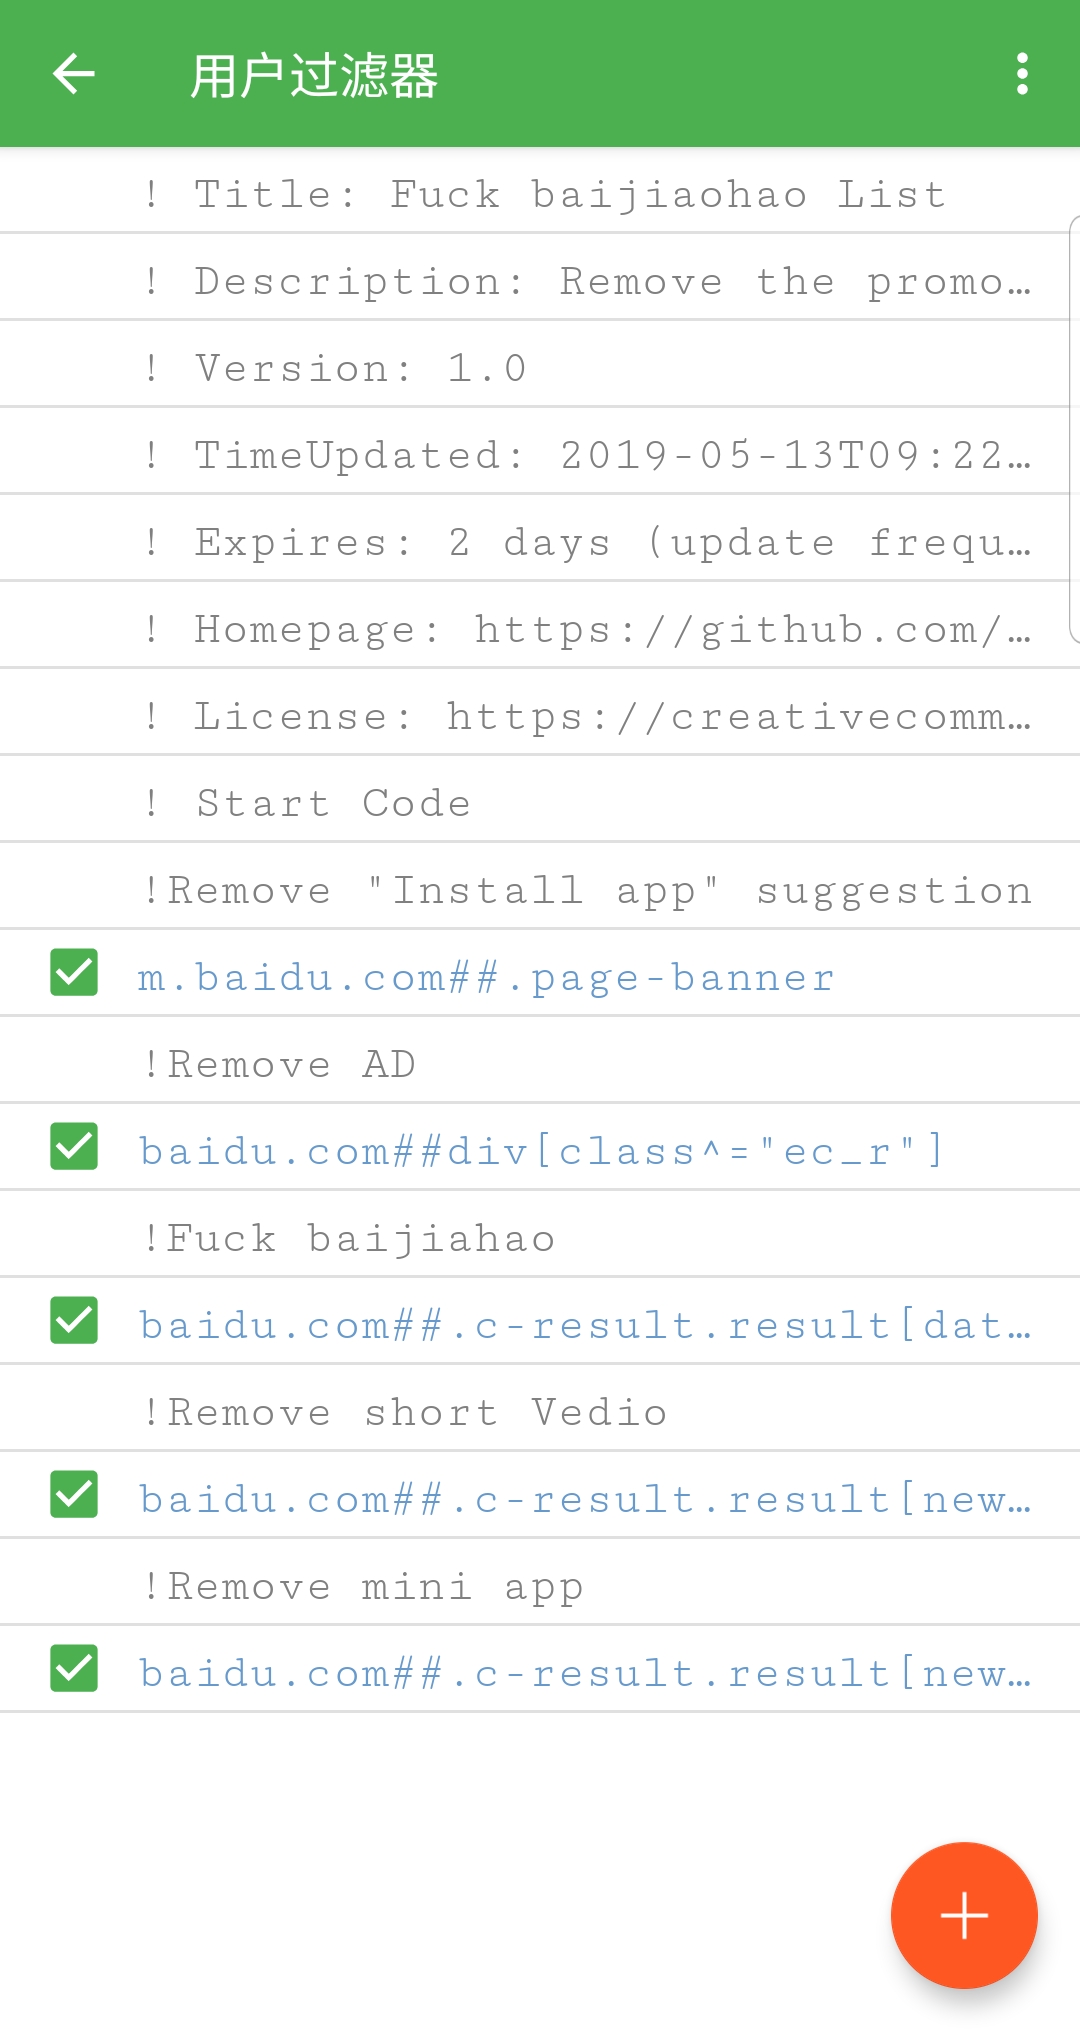 用户过滤器
! Title: Fuck baijiaohao List
! Description: Remove the promo…
! Version: 1.0
! TimeUpdated: 2019-05-13T09:22…
! Expires: 2 days (update frequ…
! Homepage: https://github.com/…
! License: https://creativecomm…
! Start Code
!Remove "Install app" suggestion
m.baidu.com##.page-banner
!Remove AD
baidu.com##div[class^="ec_r"]
!Fuck baijiahao
baidu.com##.c-result.result[dat…
!Remove short Vedio
baidu.com##.c-result.result[new…
!Remove mini app
baidu.com##.c-result.result[new…